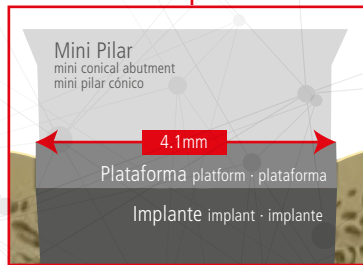 Mini Pilar
mini conical abutment
mini pilar cónico
4.1mm
Plataforma platform · plataforma
Implante implant · implante